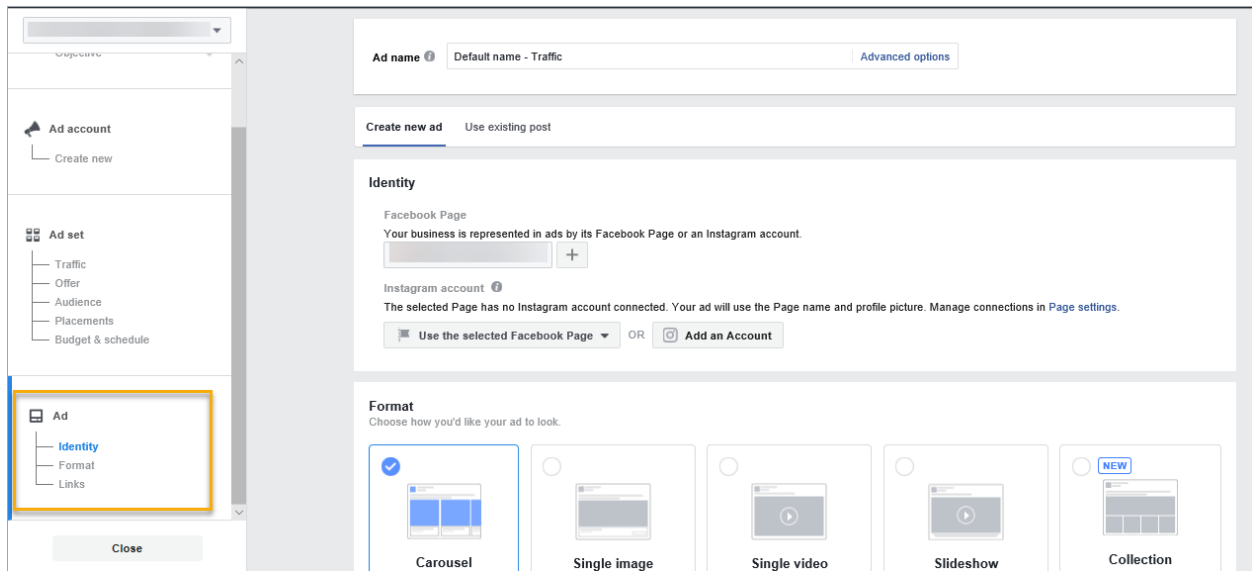 Objective
Ad account
Create new
Ad set
Traffic
Offer
Audience
Placements
Budget & schedule
Ad
Identity
Format
Links
Close
Ad name
Default name - Traffic
Advanced options
Create new ad
Use existing post
Identity
Facebook Page
Your business is represented in ads by its Facebook Page or an Instagram account.
Instagram account
The selected Page has no Instagram account connected. Your ad will use the Page name and profile picture. Manage connections in Page settings.
Use the selected Facebook Page
OR
Add an Account
Format
Choose how you'd like your ad to look.
NEW
Carousel
Single image
Single video
Slideshow
Collection